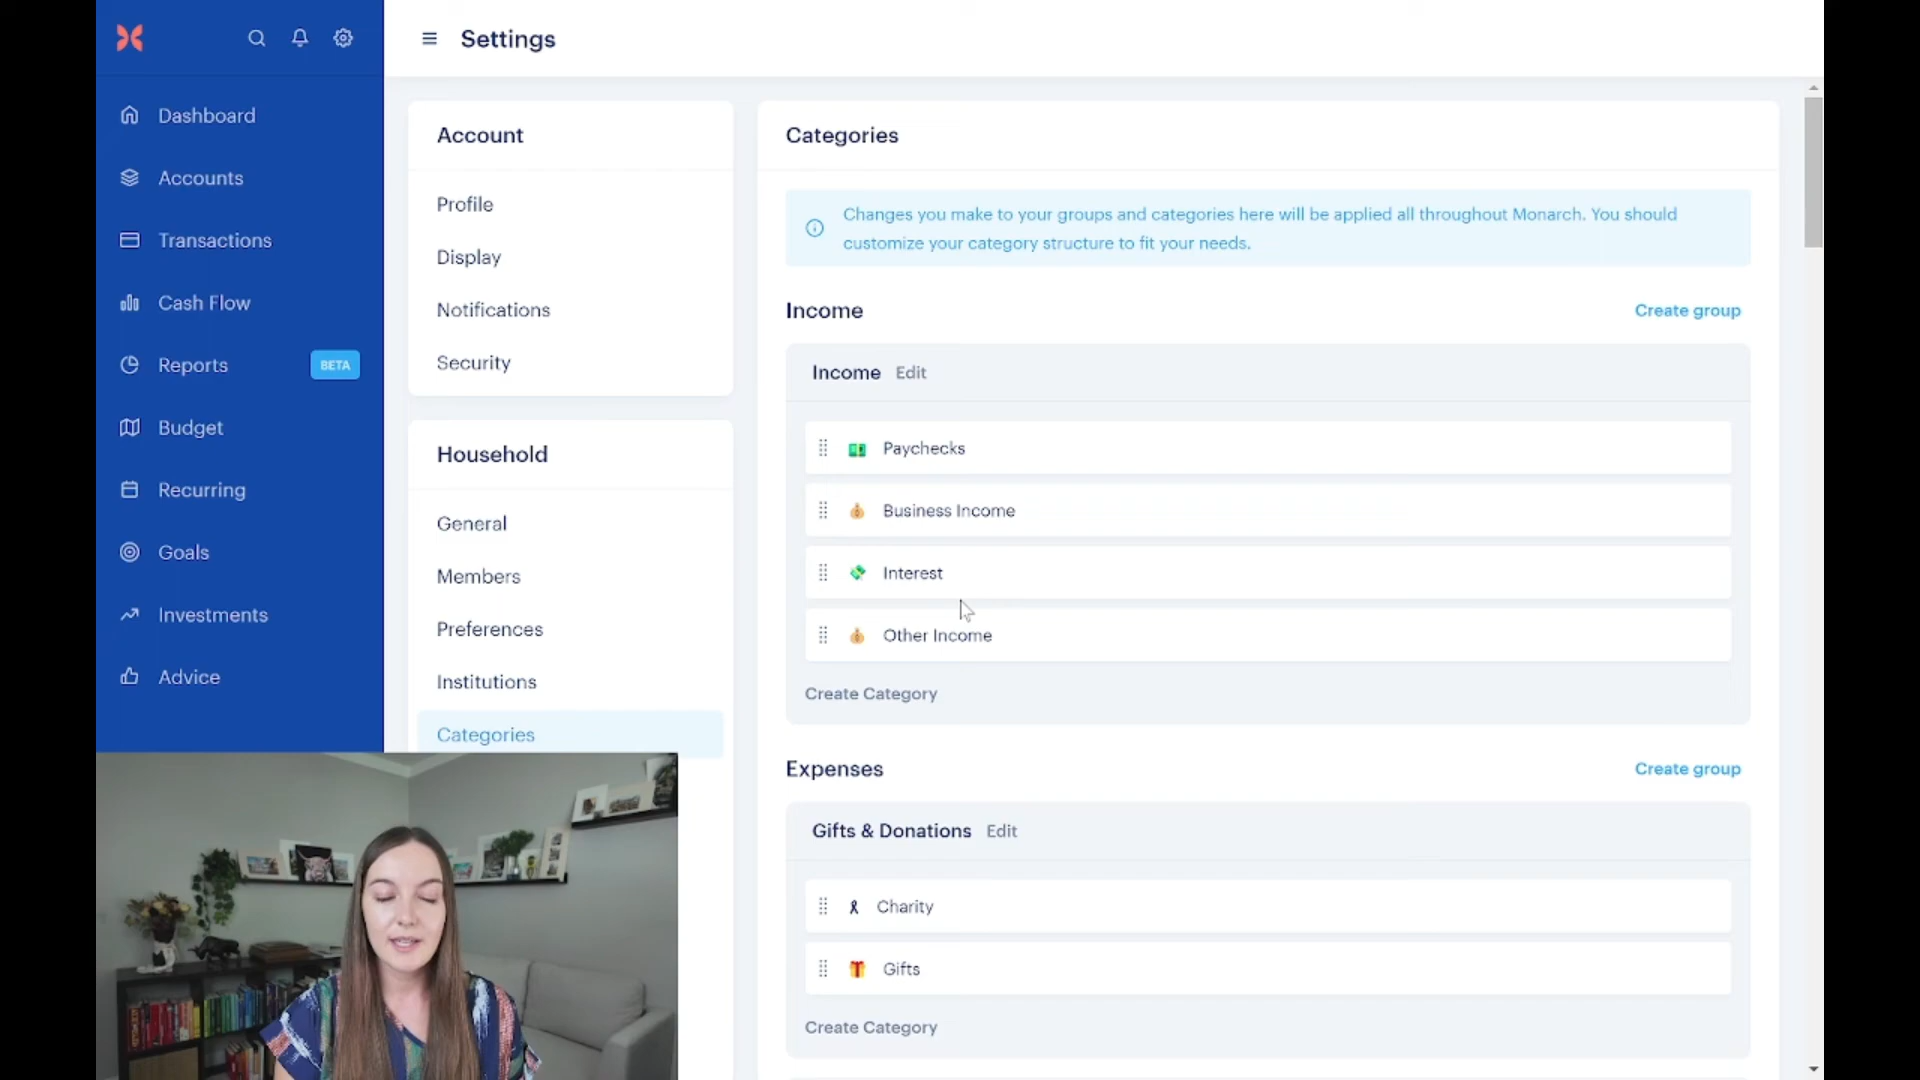 Settings
Dashboard
Accounts
Transactions
Cash Flow
Reports
BETA
Budget
Recurring
Goals
Investments
Advice
Account
Profile
Display
Notifications
Security
Household
General
Members
Preferences
Institutions
Categories
Categories
Changes you make to your groups and categories here will be applied all throughout Monarch. You should
customize your category structure to fit your needs.
Income
Create group
Income Edit
Paychecks
Business Income
Interest
Other Income
Create Category
Expenses
Create group
Gifts & Donations Edit
Charity
Gifts
Create Category